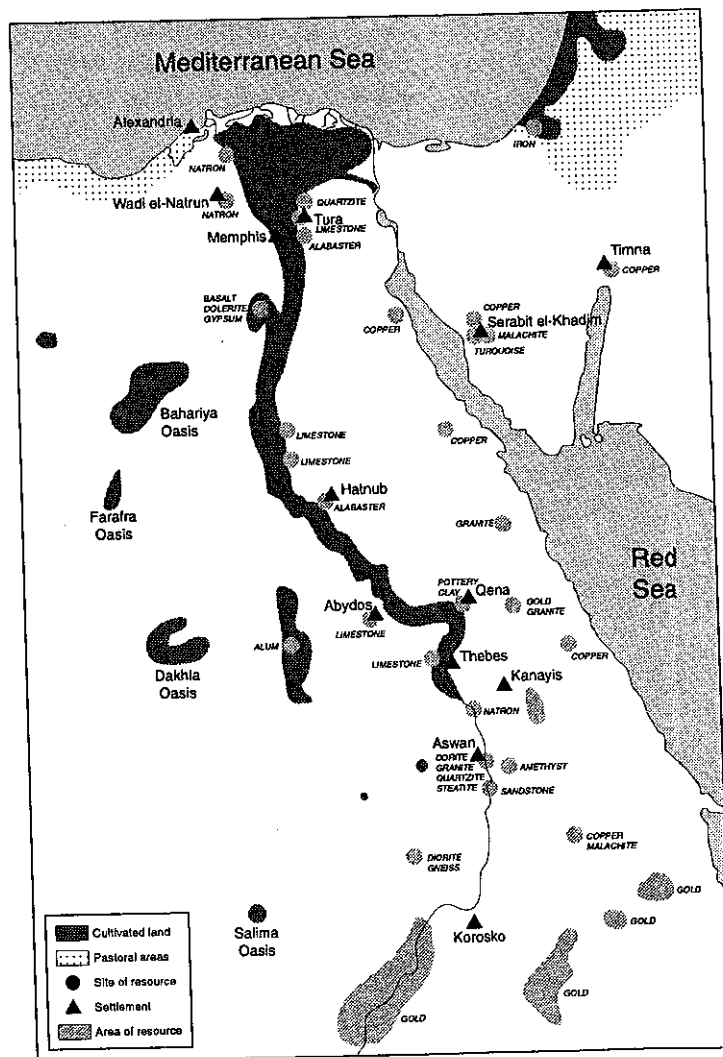 Mediterranean Sea
Alexandria
IRON
NATRON
Wadi el-Natrun
NATRON
QUARTZITE
Tura
LIMESTONE
Memphis
ALABASTER
Timna
COPPER
BASALT
DOLERITE
GYPSUM
COPPER
COPPER
Serabit el-Khadim
MALACHITE
TURQUOISE
Bahariya
Oasis
LIMESTONE
COPPER
LIMESTONE
Hatnub
ALABASTER
Farafra
Oasis
GRANITE
Red
Sea
POTTERY
CLAY
Qena
GOLD
GRANITE
Abydos
LIMESTONE
ALUM
COPPER
Dakhla
Oasis
LIMESTONE
Thebes
Kanayis
NATRON
Aswan
DORITE
GRANITE
QUARTZITE
STEATITE
AMETHYST
SANDSTONE
COPPER
MALACHITE
DIORITE
GNEISS
GOLD
GOLD
Salima
Oasis
Korosko
GOLD
GOLD
Cultivated land
Pastoral areas
Site of resource
Settlement
Area of resource